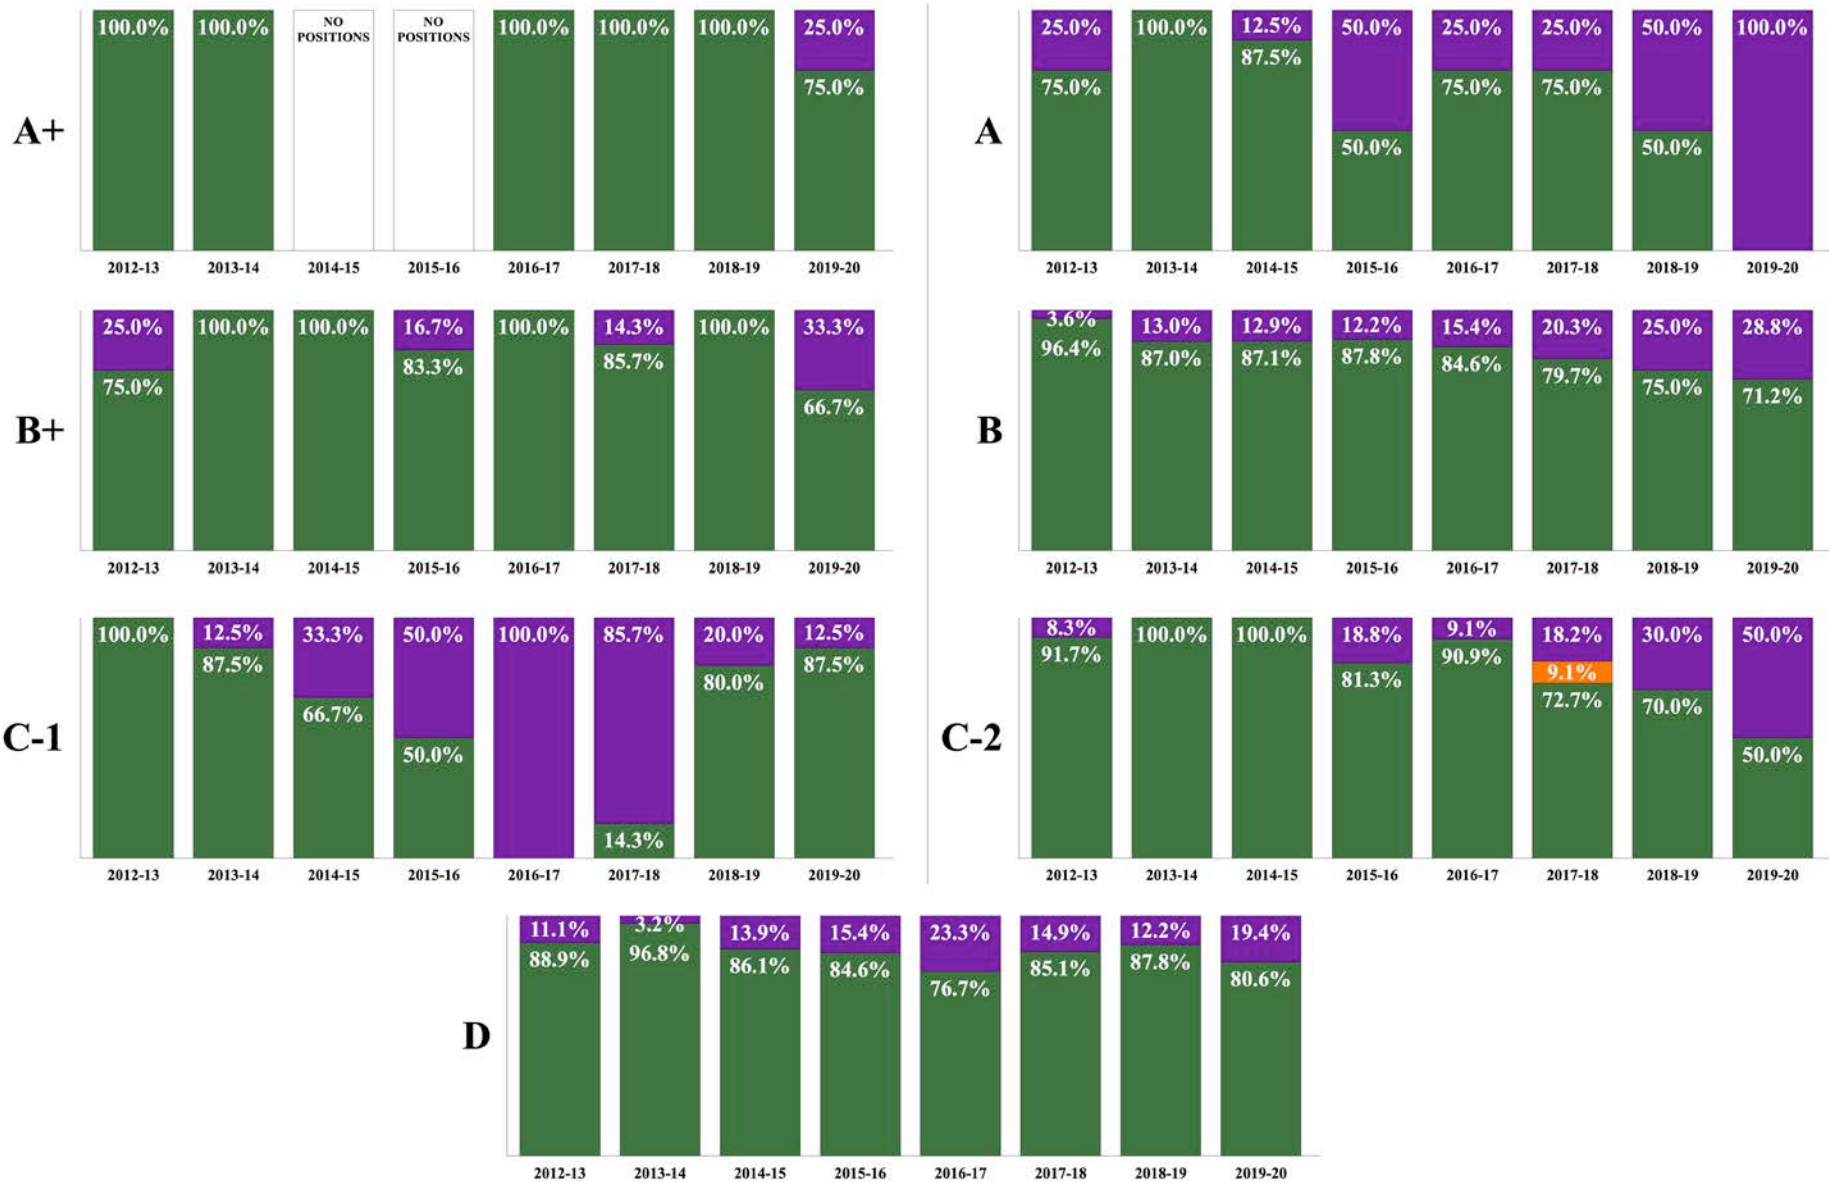 A+
100.0% 100.0% NO POSITIONS NO POSITIONS 100.0% 100.0% 100.0% 25.0%
75.0%
2012-13 2013-14 2014-15 2015-16 2016-17 2017-18 2018-19 2019-20
A
25.0% 100.0% 12.5% 50.0% 25.0% 25.0% 50.0% 100.0%
75.0% 87.5% 50.0% 75.0% 75.0% 50.0%
2012-13 2013-14 2014-15 2015-16 2016-17 2017-18 2018-19 2019-20
B+
25.0% 100.0% 100.0% 16.7% 100.0% 14.3% 100.0% 33.3%
75.0% 83.3% 85.7% 66.7%
2012-13 2013-14 2014-15 2015-16 2016-17 2017-18 2018-19 2019-20
B
3.6% 13.0% 12.9% 12.2% 15.4% 20.3% 25.0% 28.8%
96.4% 87.0% 87.1% 87.8% 84.6% 79.7% 75.0% 71.2%
2012-13 2013-14 2014-15 2015-16 2016-17 2017-18 2018-19 2019-20
C-1
100.0% 12.5% 33.3% 50.0% 100.0% 85.7% 20.0% 12.5%
87.5% 66.7% 50.0% 14.3% 80.0% 87.5%
2012-13 2013-14 2014-15 2015-16 2016-17 2017-18 2018-19 2019-20
C-2
8.3% 100.0% 100.0% 18.8% 9.1% 18.2% 30.0% 50.0%
9.1%
91.7% 81.3% 90.9% 72.7% 70.0% 50.0%
2012-13 2013-14 2014-15 2015-16 2016-17 2017-18 2018-19 2019-20
D
11.1% 3.2% 13.9% 15.4% 23.3% 14.9% 12.2% 19.4%
88.9% 96.8% 86.1% 84.6% 76.7% 85.1% 87.8% 80.6%
2012-13 2013-14 2014-15 2015-16 2016-17 2017-18 2018-19 2019-20